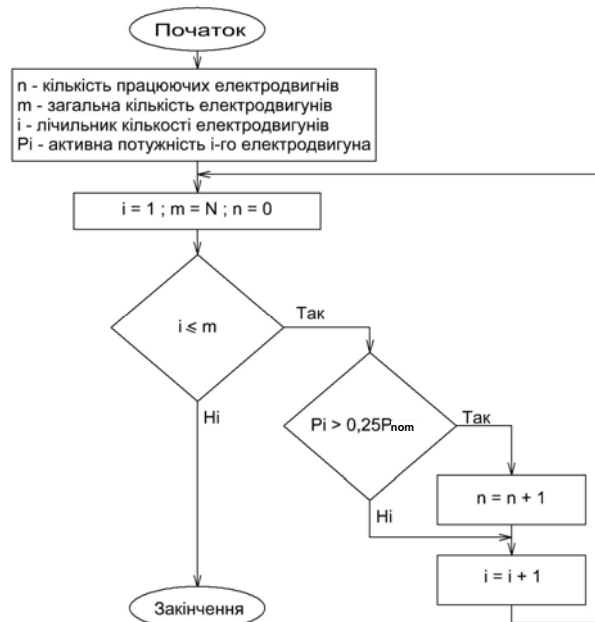 Початок
n - кількість працюючих електродвигнів
m - загальна кількість електродвигунів
i - лічильник кількості електродвигунів
Pi - активна потужність i-го електродвигуна
i = 1 ; m = N ; n = 0
i ⩽ m
Так
Ні
Pi > 0,25Pnom
Так
Ні
n = n + 1
i = i + 1
Закінчення